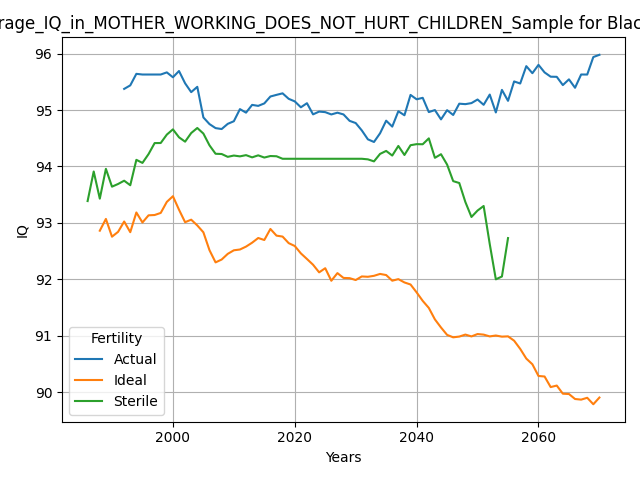 rage_IQ_in_MOTHER_WORKING_DOES_NOT_HURT_CHILDREN_Sample for Blac
96
95
94
93
92
91
90
IQ
Fertility
Actual
Ideal
Sterile
2000
2020
2040
2060
Years